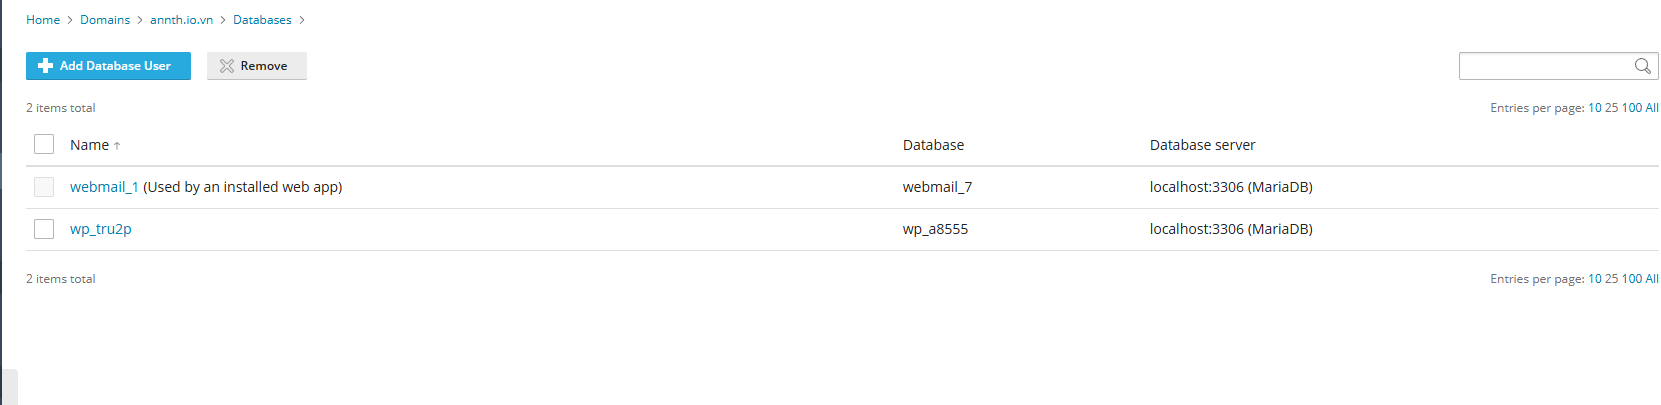 Home > Domains > annth.io.vn > Databases >
Add Database User Remove
2 items total Entries per page: 10 25 100 All
Name ↑ Database Database server
webmail_1 (Used by an installed web app) webmail_7 localhost:3306 (MariaDB)
wp_tru2p wp_a8555 localhost:3306 (MariaDB)
2 items total Entries per page: 10 25 100 All